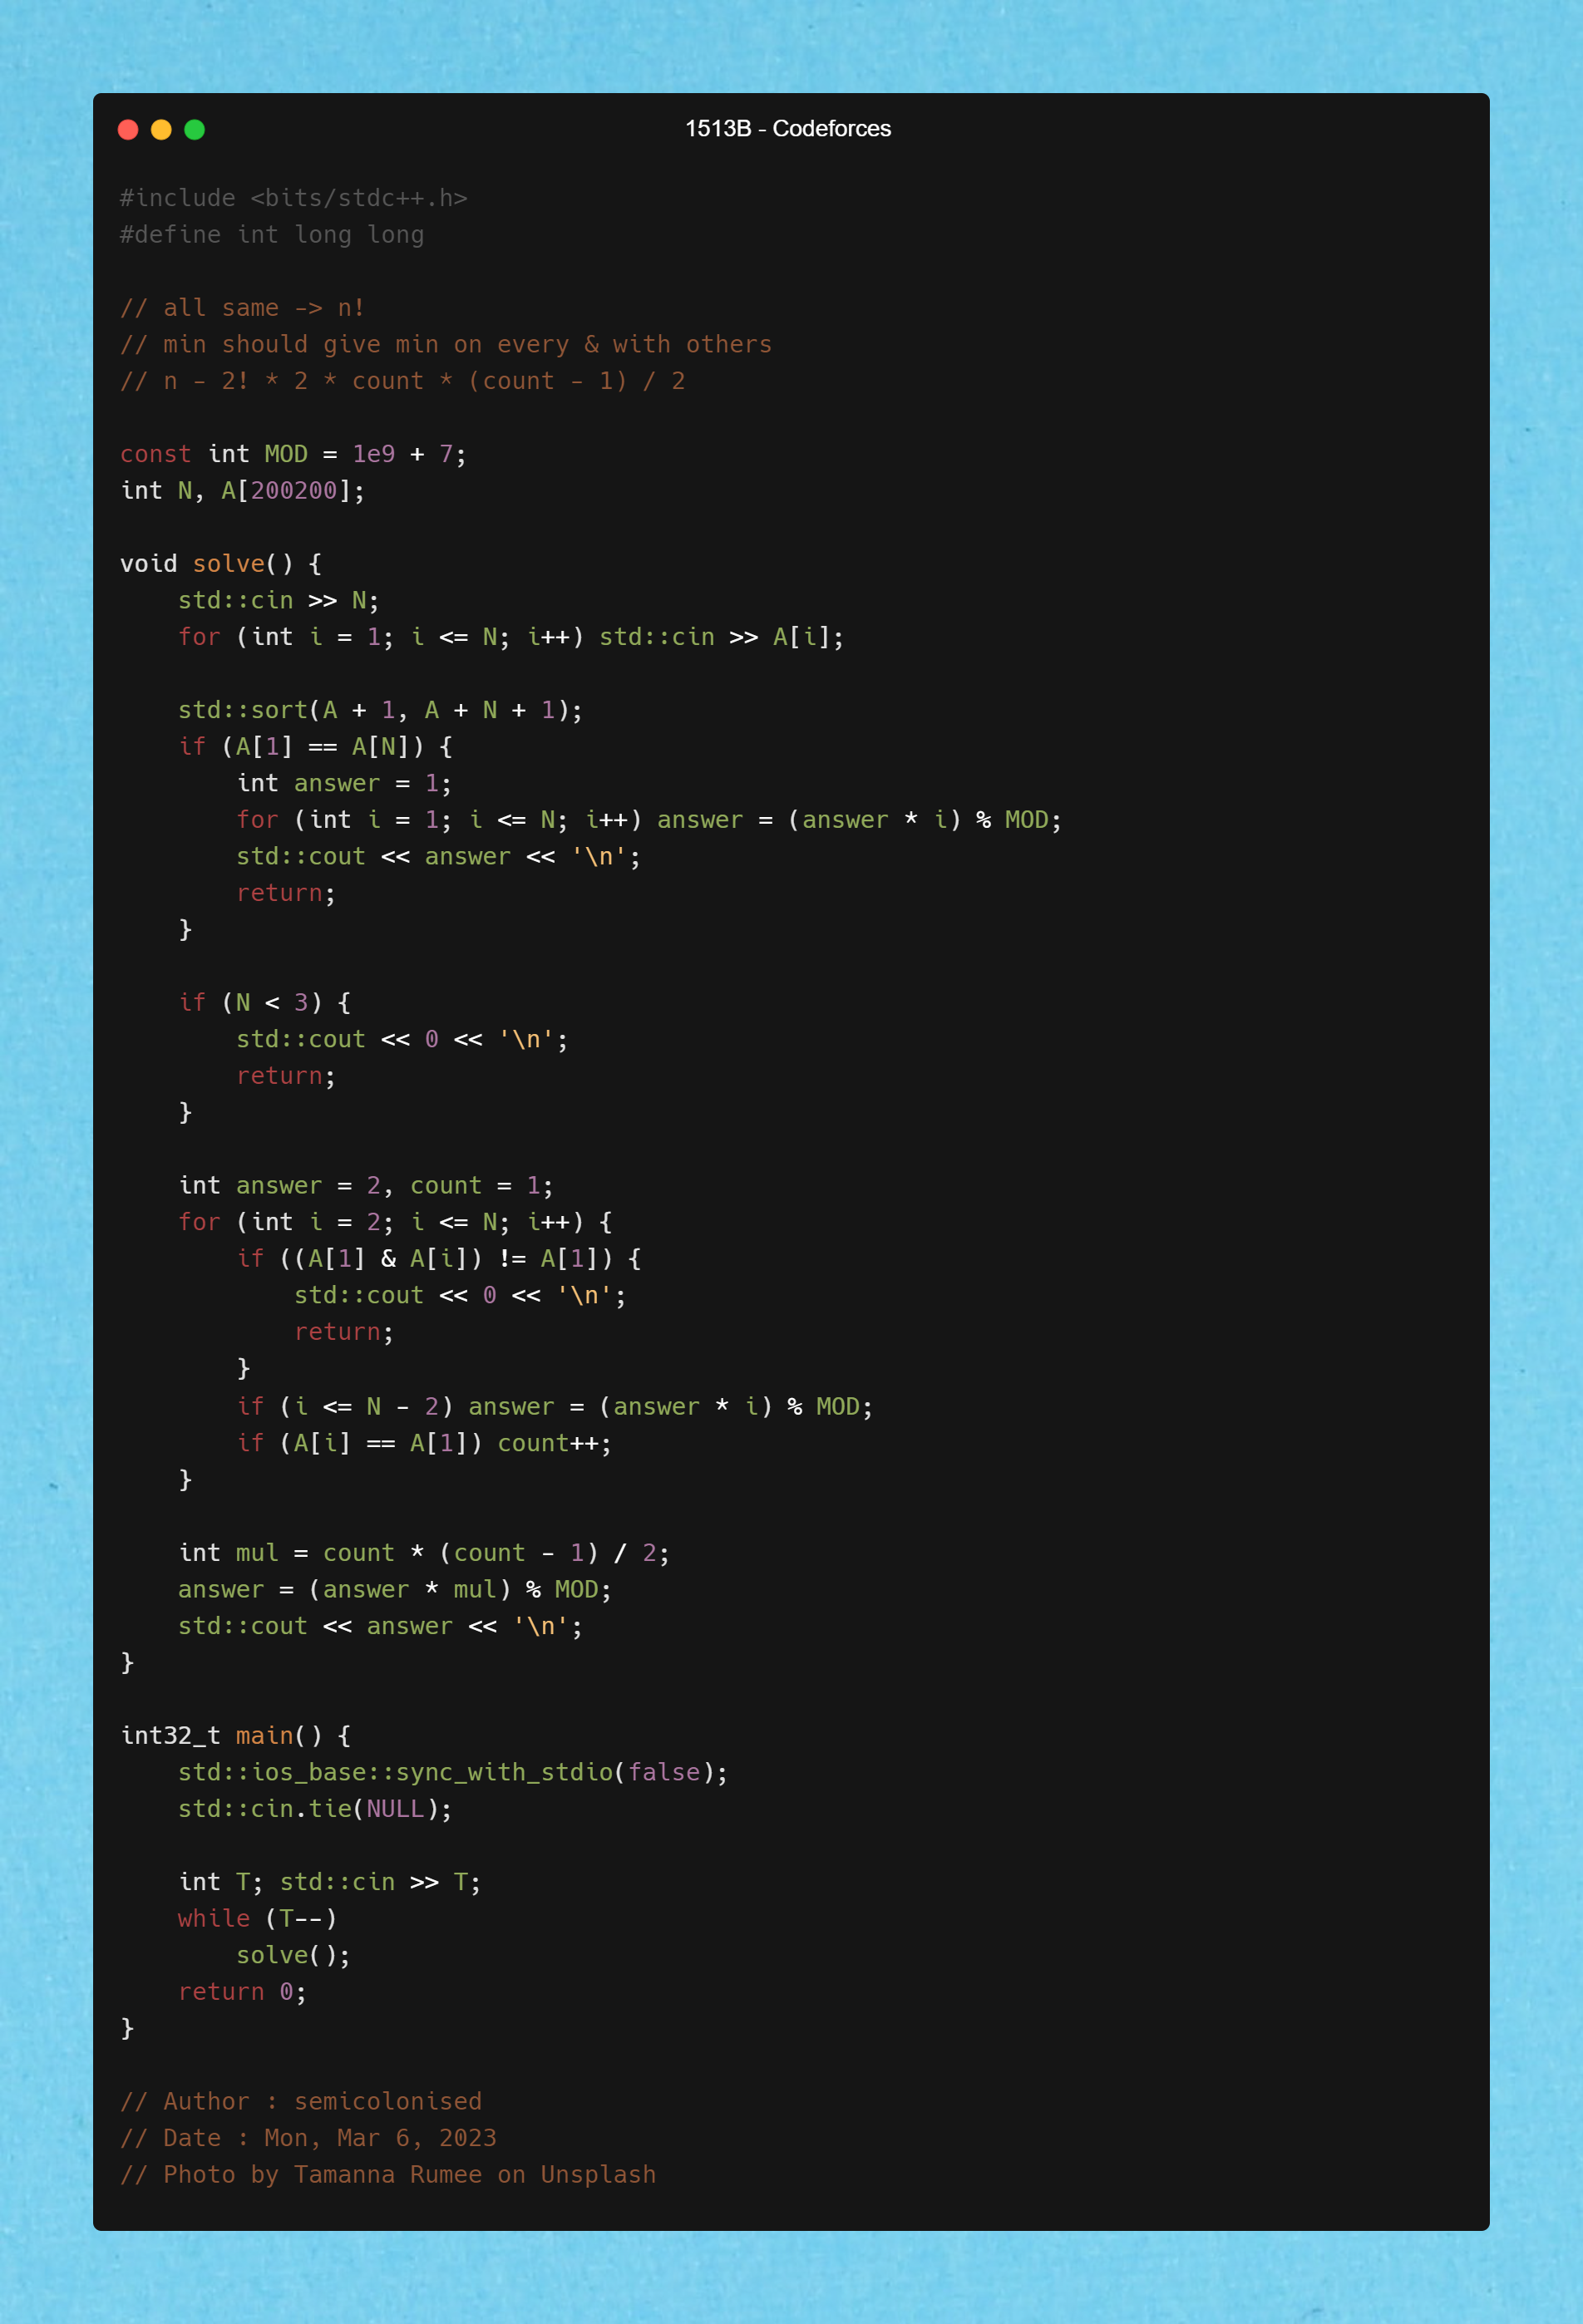 1513B - Codeforces
#include <bits/stdc++.h>
#define int long long
// all same -> n!
// min should give min on every & with others
// n - 2! * 2 * count * (count - 1) / 2
const int MOD = 1e9 + 7;
int N, A[200200];
void solve() {
    std::cin >> N;
    for (int i = 1; i <= N; i++) std::cin >> A[i];
    std::sort(A + 1, A + N + 1);
    if (A[1] == A[N]) {
        int answer = 1;
        for (int i = 1; i <= N; i++) answer = (answer * i) % MOD;
        std::cout << answer << '\n';
        return;
    }
    if (N < 3) {
        std::cout << 0 << '\n';
        return;
    }
    int answer = 2, count = 1;
    for (int i = 2; i <= N; i++) {
        if ((A[1] & A[i]) != A[1]) {
            std::cout << 0 << '\n';
            return;
        }
        if (i <= N - 2) answer = (answer * i) % MOD;
        if (A[i] == A[1]) count++;
    }
    int mul = count * (count - 1) / 2;
    answer = (answer * mul) % MOD;
    std::cout << answer << '\n';
}
int32_t main() {
    std::ios_base::sync_with_stdio(false);
    std::cin.tie(NULL);
    int T; std::cin >> T;
    while (T--)
        solve();
    return 0;
}
// Author : semicolonised
// Date : Mon, Mar 6, 2023
// Photo by Tamanna Rumee on Unsplash